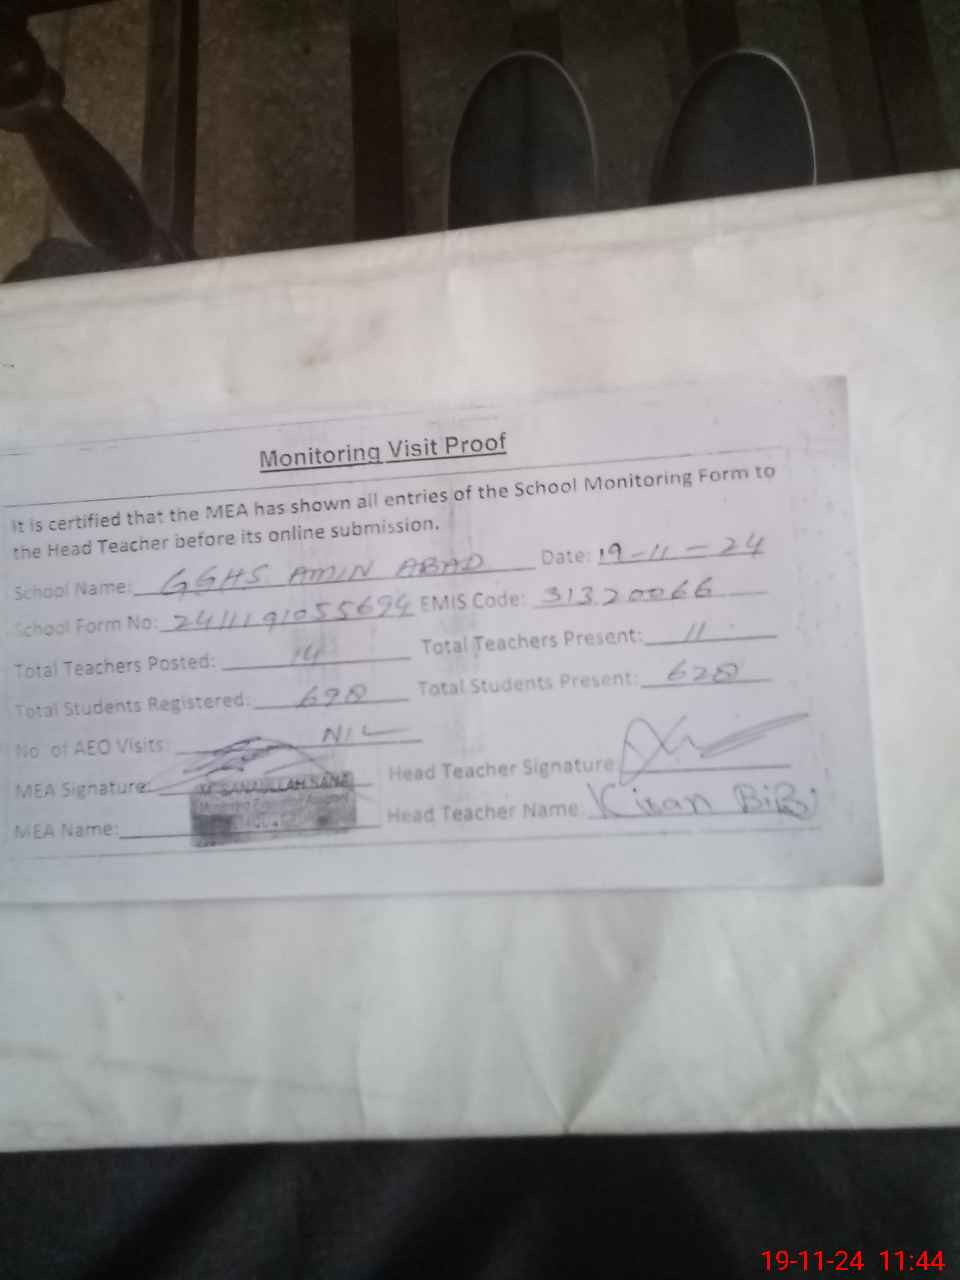 Monitoring Visit Proof
It is certified that the MEA has shown all entries of the School Monitoring Form to
the Head Teacher before its online submission.
School Name: GGHS AMIN ABAD Date: 19-11-24
School Form No: 2411191055694 EMIS Code: 31320066
Total Teachers Posted: 14 Total Teachers Present: 11
Total Students Registered: 698 Total Students Present: 628
No of AEO Visits: NIL
MEA Signature: Head Teacher Signature
M. SANAULLAH SANA
MEA Name: Head Teacher Name: Kiran BiBi
19-11-24 11:44